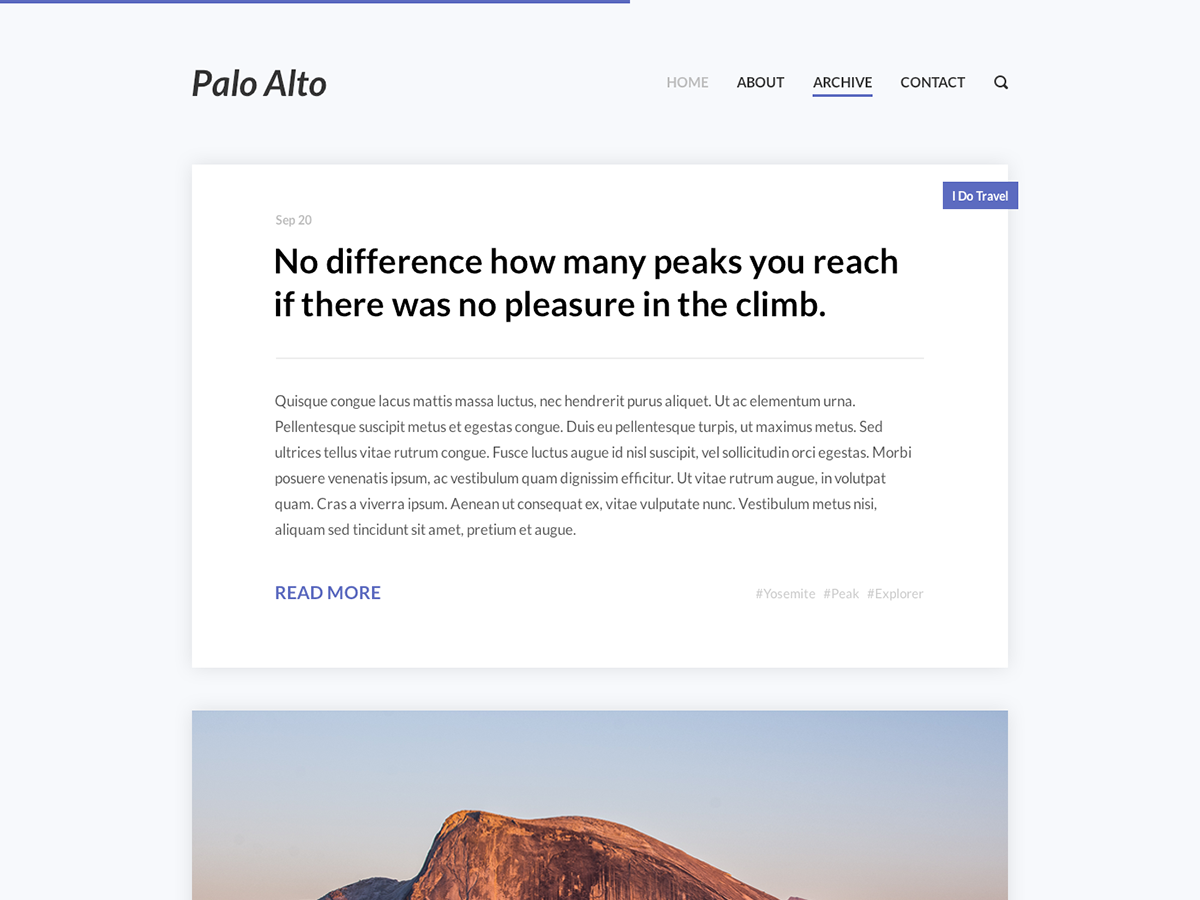 Palo Alto
HOME ABOUT ARCHIVE CONTACT
I Do Travel
Sep 20
No difference how many peaks you reach
if there was no pleasure in the climb.
Quisque congue lacus mattis massa luctus, nec hendrerit purus aliquet. Ut ac elementum urna.
Pellentesque suscipit metus et egestas congue. Duis eu pellentesque turpis, ut maximus metus. Sed
ultrices tellus vitae rutrum congue. Fusce luctus augue id nisl suscipit, vel sollicitudin orci egestas. Morbi
posuere venenatis ipsum, ac vestibulum quam dignissim efficitur. Ut vitae rutrum augue, in volutpat
quam. Cras a viverra ipsum. Aenean ut consequat ex, vitae vulputate nunc. Vestibulum metus nisi,
aliquam sed tincidunt sit amet, pretium et augue.
READ MORE #Yosemite #Peak #Explorer